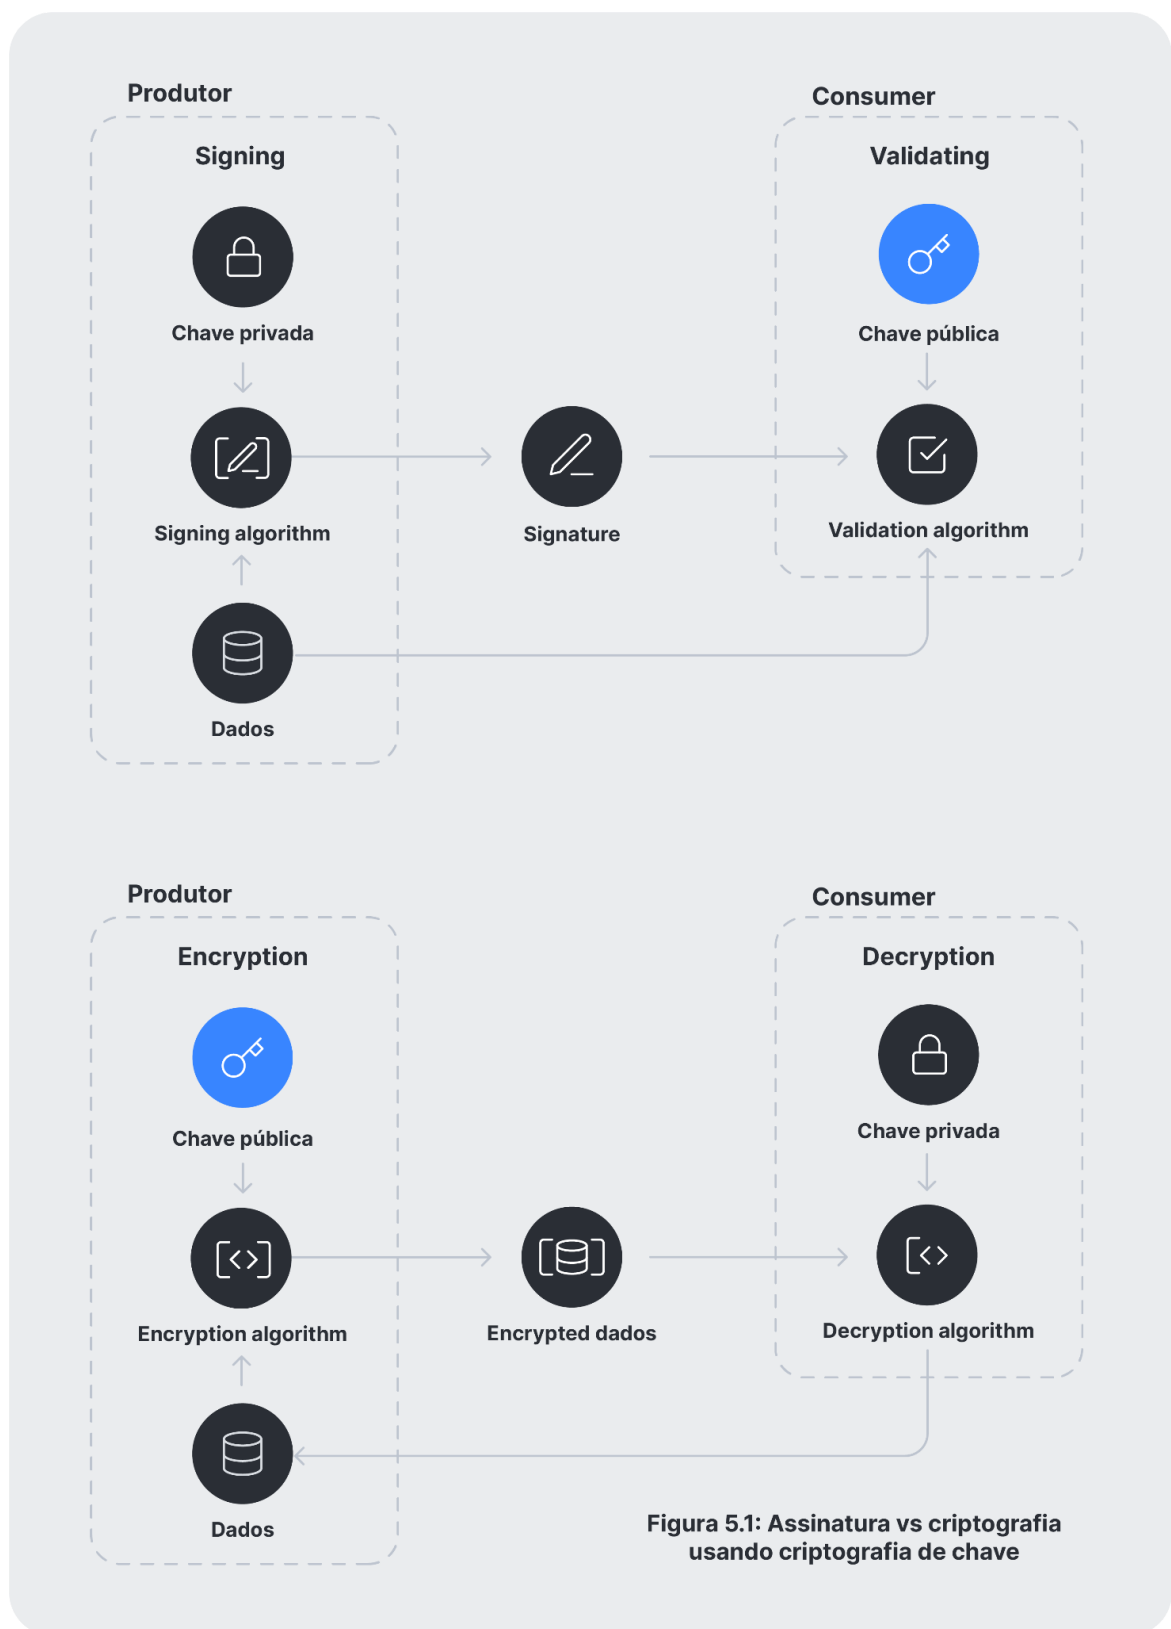 Produtor
Consumer
Signing
Validating
Chave privada
Chave pública
Signing algorithm
Signature
Validation algorithm
Dados
Produtor
Consumer
Encryption
Decryption
Chave pública
Chave privada
Encryption algorithm
Encrypted dados
Decryption algorithm
Dados
Figura 5.1: Assinatura vs criptografia
usando criptografia de chave